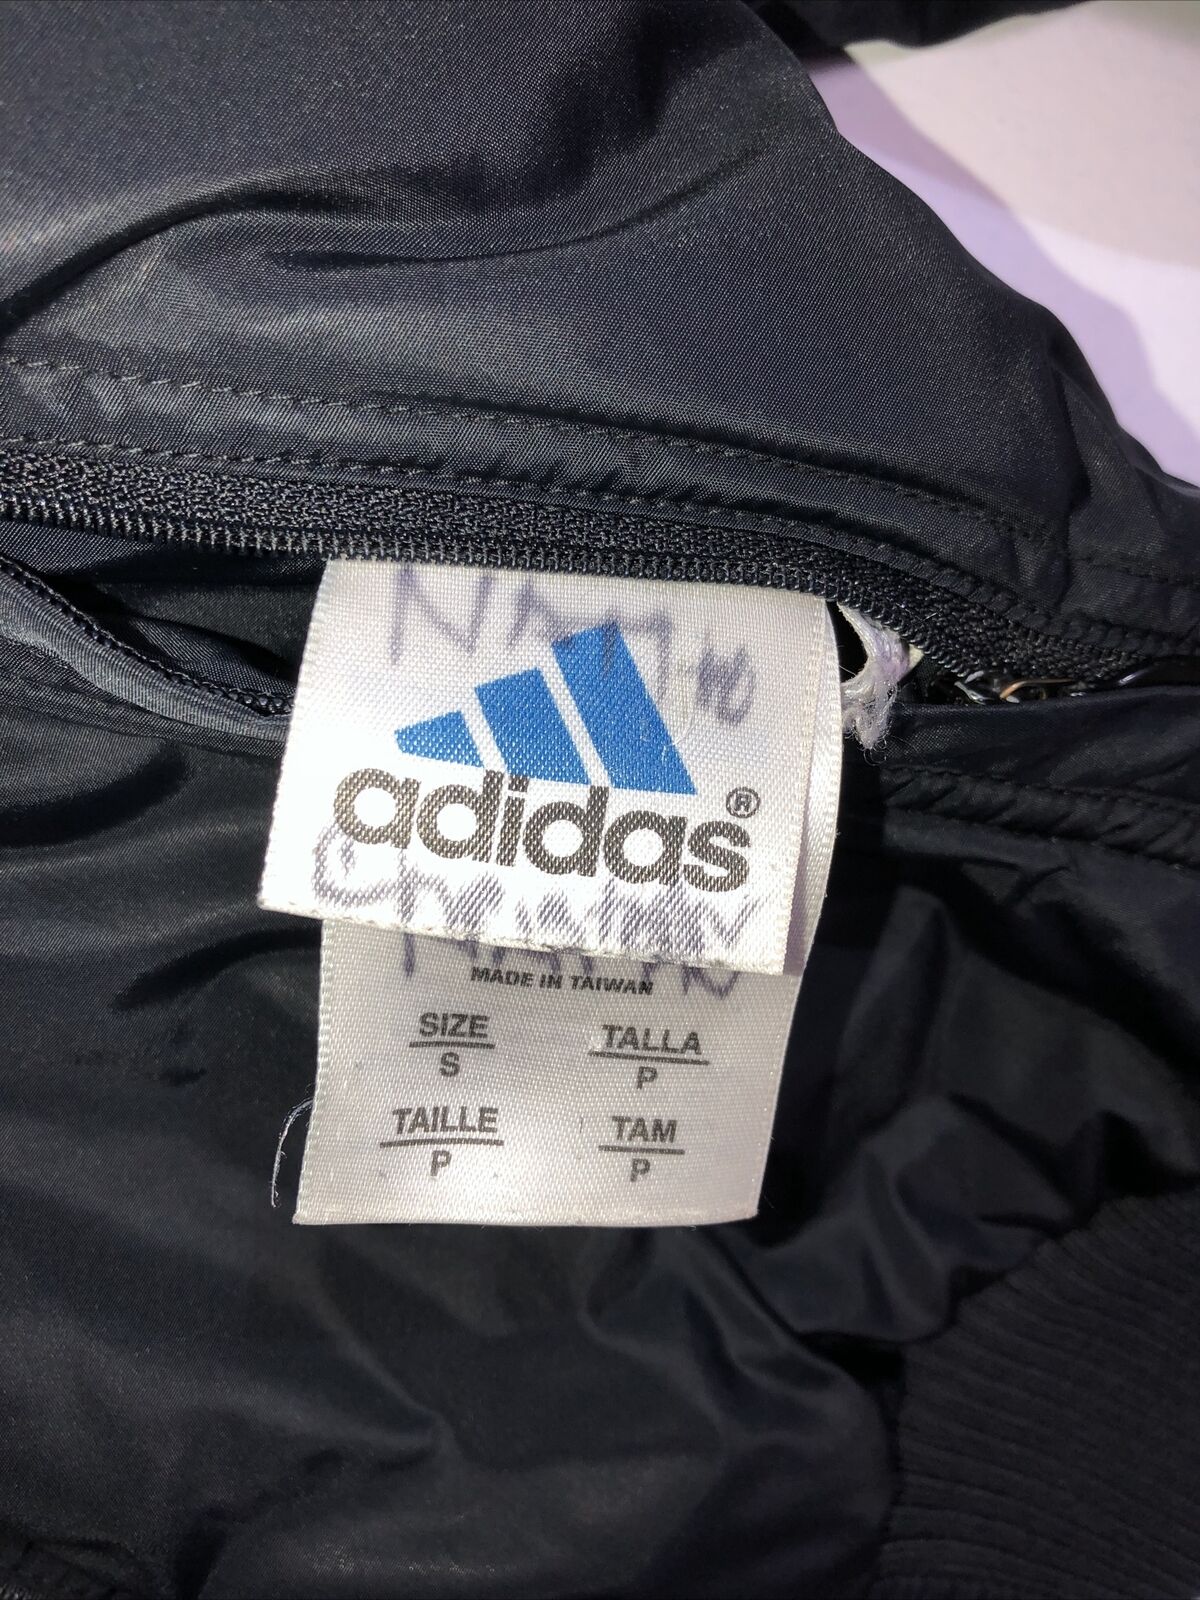 adidas®
MADE IN TAIWAN
SIZE TALLA
S P
TAILLE TAM
P P